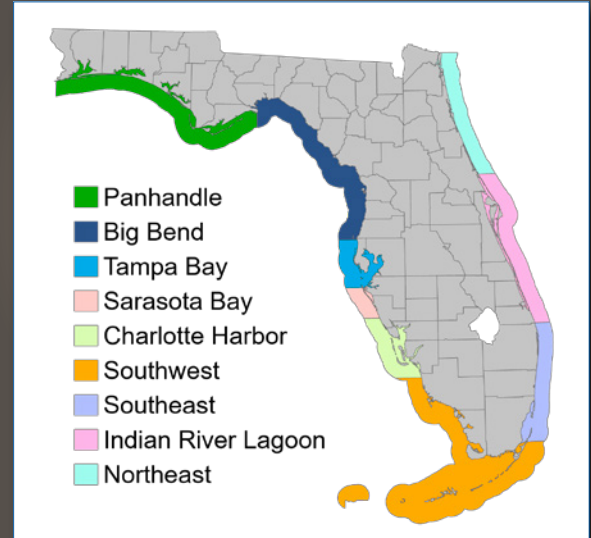 Panhandle
Big Bend
Tampa Bay
Sarasota Bay
Charlotte Harbor
Southwest
Southeast
Indian River Lagoon
Northeast